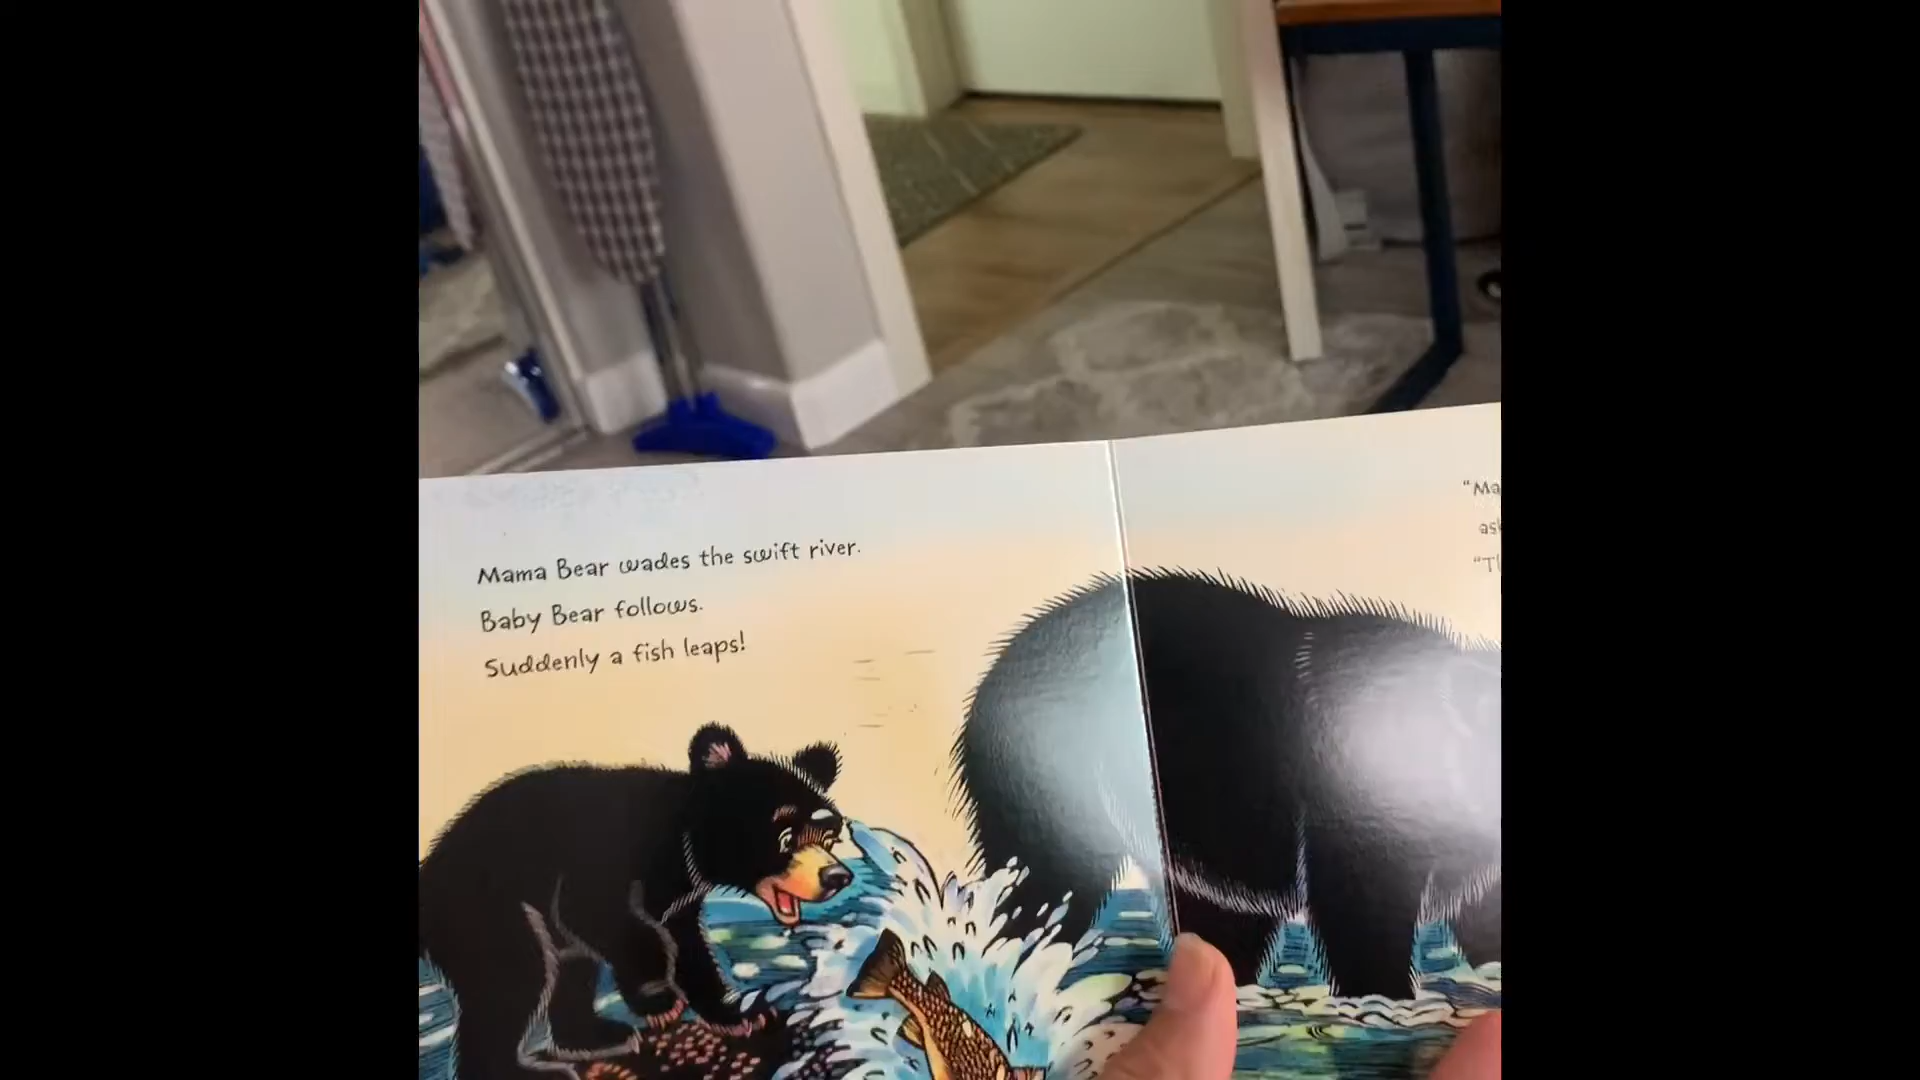 Mama Bear wades the swift river.
Baby Bear follows.
Suddenly a fish leaps!